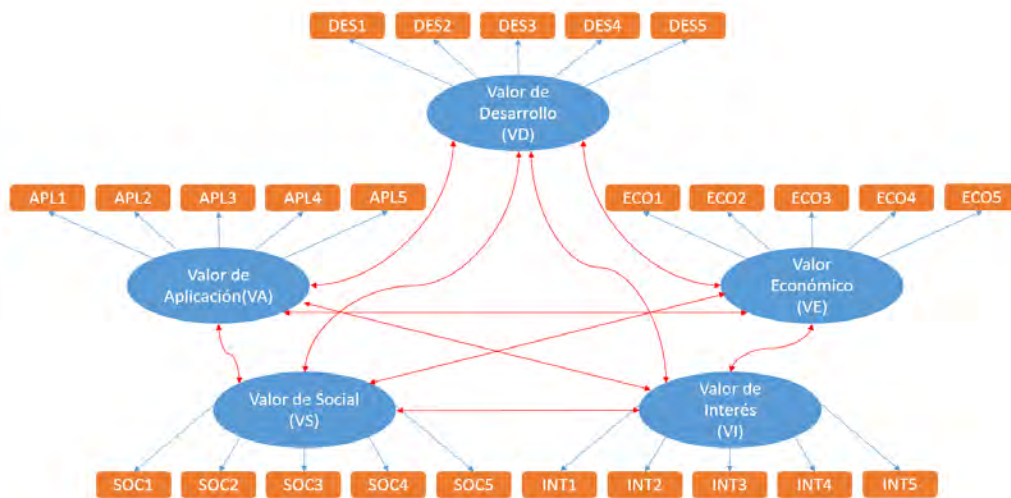 DES1 DES2 DES3 DES4 DES5
Valor de
Desarrollo
(VD)
APL1 APL2 APL3 APL4 APL5
ECO1 ECO2 ECO3 ECO4 ECO5
Valor de
Aplicación(VA)
Valor
Económico
(VE)
Valor de Social
(VS)
Valor de
Interés
(VI)
SOC1 SOC2 SOC3 SOC4 SOC5
INT1 INT2 INT3 INT4 INT5